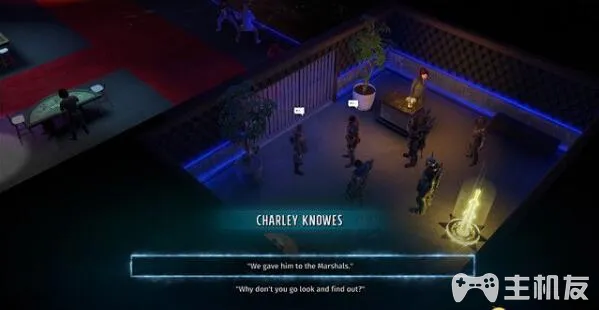 CHARLEY KNOWES
"We gave him to the Marshals."
"Why don't you go look and find out?"
主机友